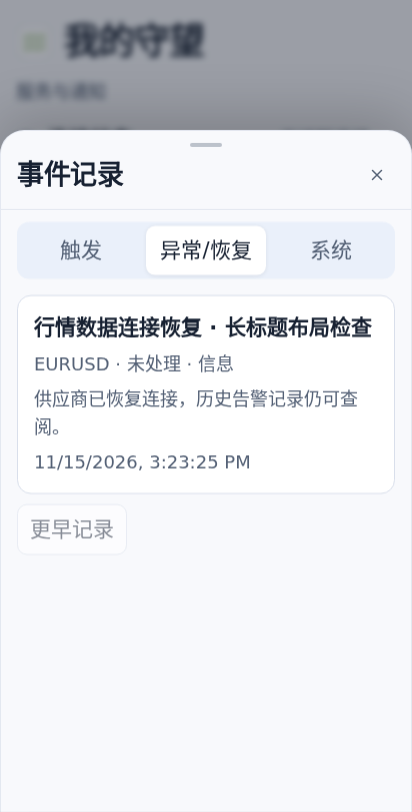 我的守望
服务与通知
事件记录
×
触发
异常/恢复
系统
行情数据连接恢复 · 长标题布局检查
EURUSD · 未处理 · 信息
供应商已恢复连接，历史告警记录仍可查
阅。
11/15/2026, 3:23:25 PM
更早记录